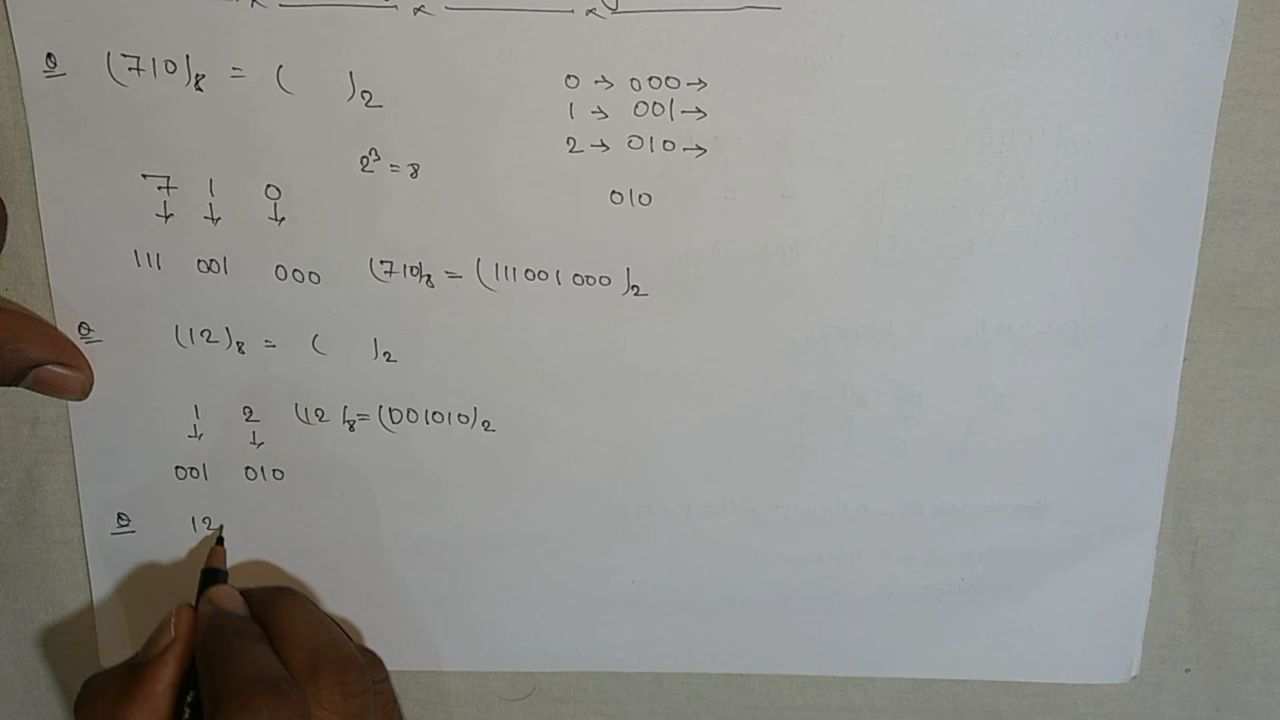 Q (710)8 = ( )2
0 → 000 →
1 → 001 →
2 → 010 →
2³ = 8
7 1 0
↓ ↓ ↓
010
111 001 000 (710)8 = (111001000)2
Q (12)8 = ( )2
1 2 (12)8 = (001010)2
↓ ↓
001 010
Q 12